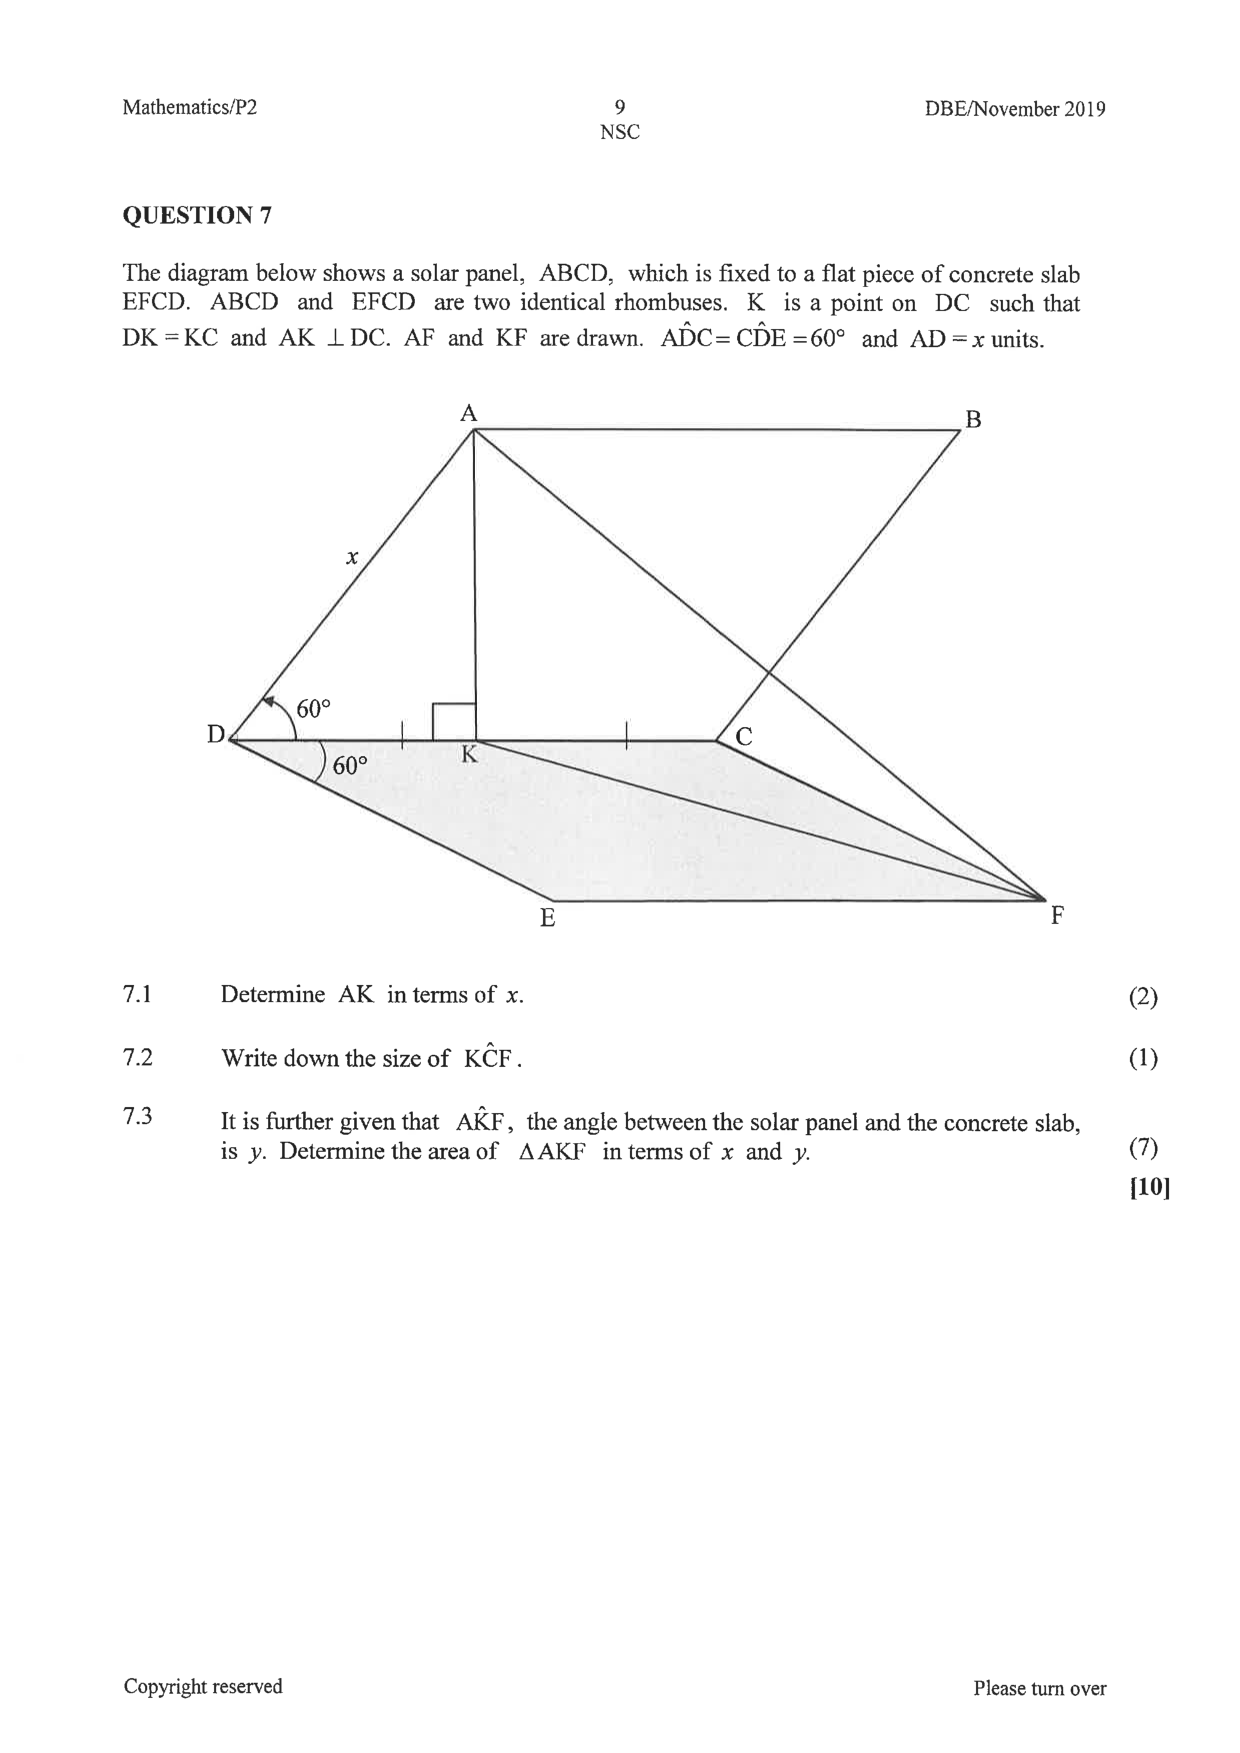 Mathematics/P2 9 DBE/November 2019
NSC
QUESTION 7
The diagram below shows a solar panel, ABCD, which is fixed to a flat piece of concrete slab
EFCD. ABCD and EFCD are two identical rhombuses. K is a point on DC such that
DK = KC and AK ⊥ DC. AF and KF are drawn. AD̂C = CD̂E = 60° and AD = x units.
A
B
x
60°
D
K
C
60°
E
F
7.1 Determine AK in terms of x. (2)
7.2 Write down the size of KĈF. (1)
7.3 It is further given that AK̂F, the angle between the solar panel and the concrete slab,
is y. Determine the area of ΔAKF in terms of x and y. (7)
[10]
Copyright reserved Please turn over